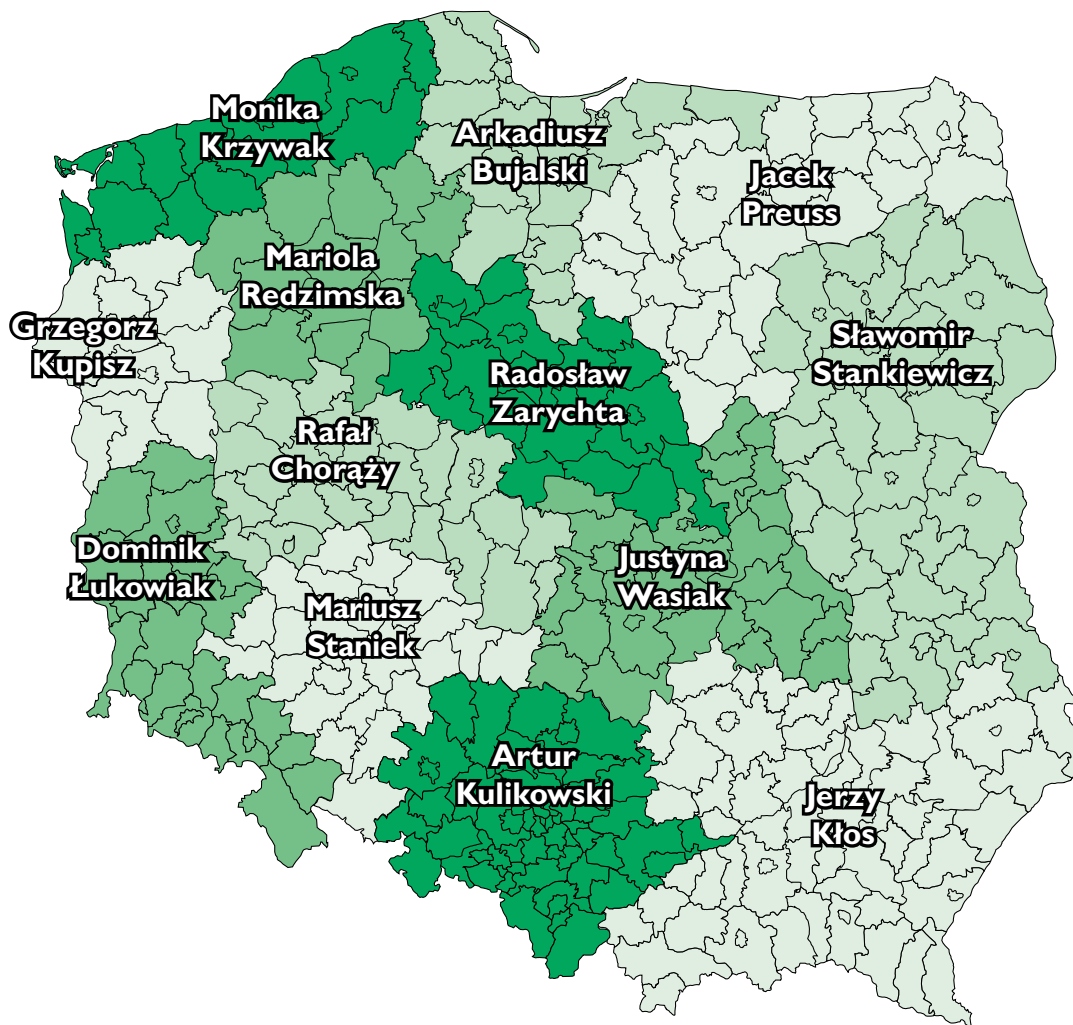 Monika
Krzywak
Arkadiusz
Bujalski
Jacek
Preuss
Mariola
Redzimska
Grzegorz
Kupisz
Sławomir
Stankiewicz
Radosław
Zarychta
Rafał
Chorąży
Dominik
Łukowiak
Justyna
Wasiak
Mariusz
Staniek
Artur
Kulikowski
Jerzy
Kłos